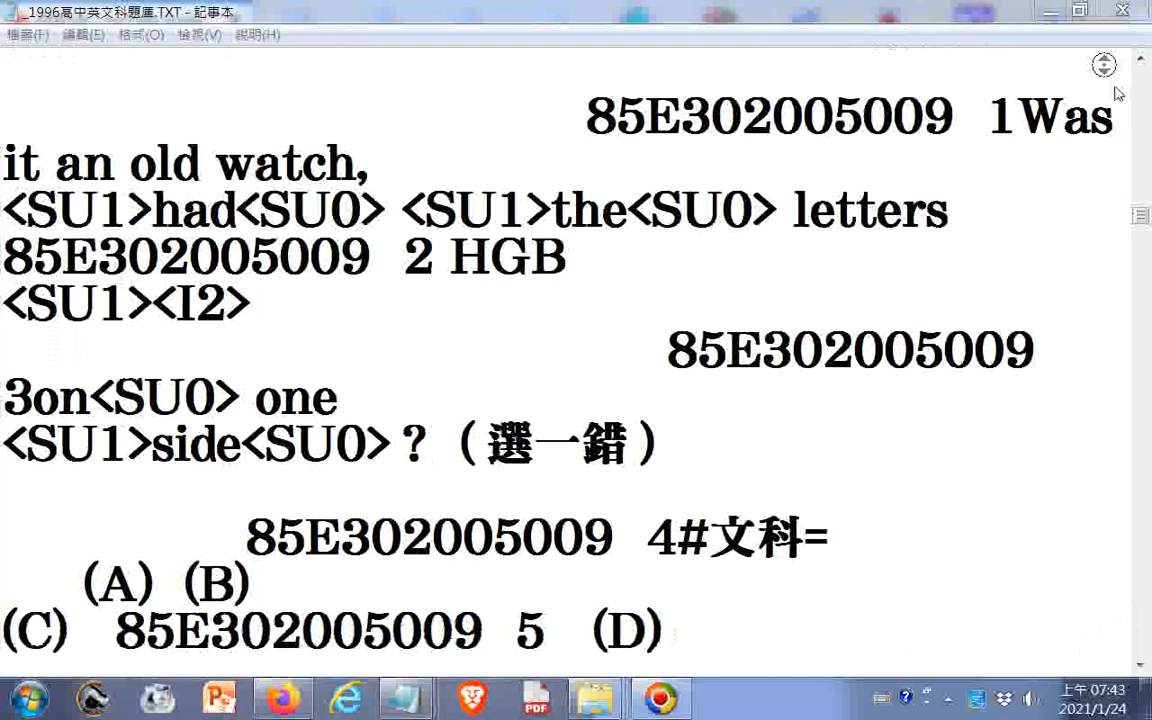 _1996高中英文科題庫.TXT - 記事本
檔案(F) 編輯(E) 格式(O) 檢視(V) 說明(H)
85E302005009 1Was
it an old watch,
<SU1>had<SU0> <SU1>the<SU0> letters
85E302005009 2 HGB
<SU1><I2>
85E302005009
3on<SU0> one
<SU1>side<SU0>？（選一錯）
85E302005009 4#文科=
(A) (B)
(C) 85E302005009 5 (D)
PDF
上午 07:43
2021/1/24